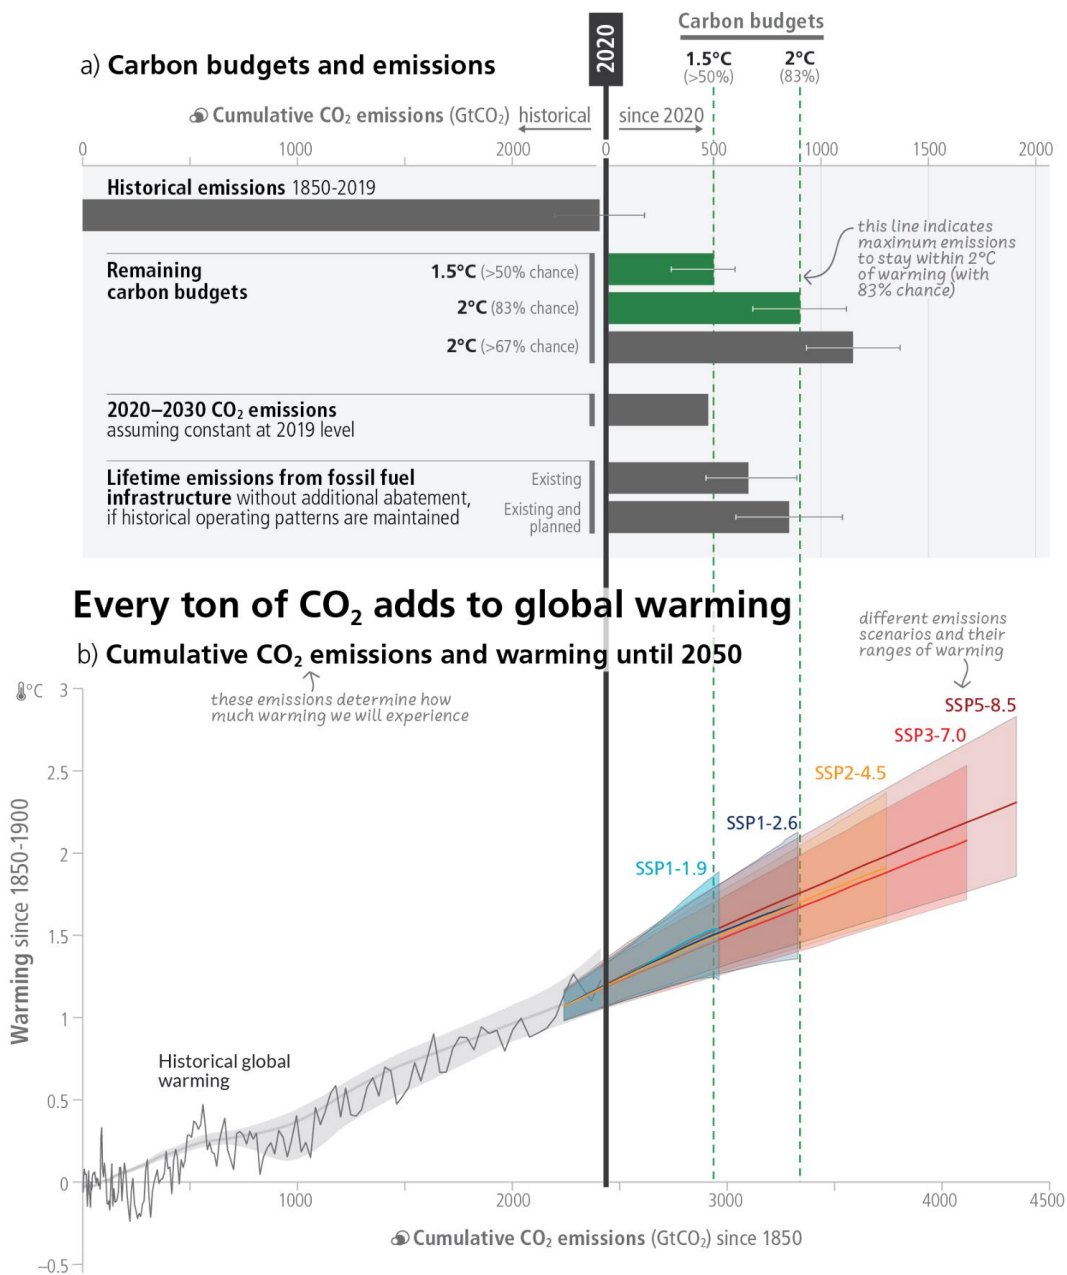 2020
Carbon budgets
1.5°C
(>50%)
2°C
(83%)
a) Carbon budgets and emissions
Cumulative CO₂ emissions (GtCO₂)
historical
since 2020
0 1000 2000 0 500 1000 1500 2000
Historical emissions 1850-2019
this line indicates
maximum emissions
to stay within 2°C
of warming (with
83% chance)
Remaining
carbon budgets
1.5°C (>50% chance)
2°C (83% chance)
2°C (>67% chance)
2020–2030 CO₂ emissions
assuming constant at 2019 level
Lifetime emissions from fossil fuel
infrastructure without additional abatement,
if historical operating patterns are maintained
Existing
Existing and
planned
Every ton of CO₂ adds to global warming
b) Cumulative CO₂ emissions and warming until 2050
different emissions
scenarios and their
ranges of warming
these emissions determine how
much warming we will experience
°C
3
2.5
2
1.5
1
0.5
0
−0.5
Warming since 1850-1900
SSP5-8.5
SSP3-7.0
SSP2-4.5
SSP1-2.6
SSP1-1.9
Historical global
warming
1000 2000 3000 4000 4500
Cumulative CO₂ emissions (GtCO₂) since 1850